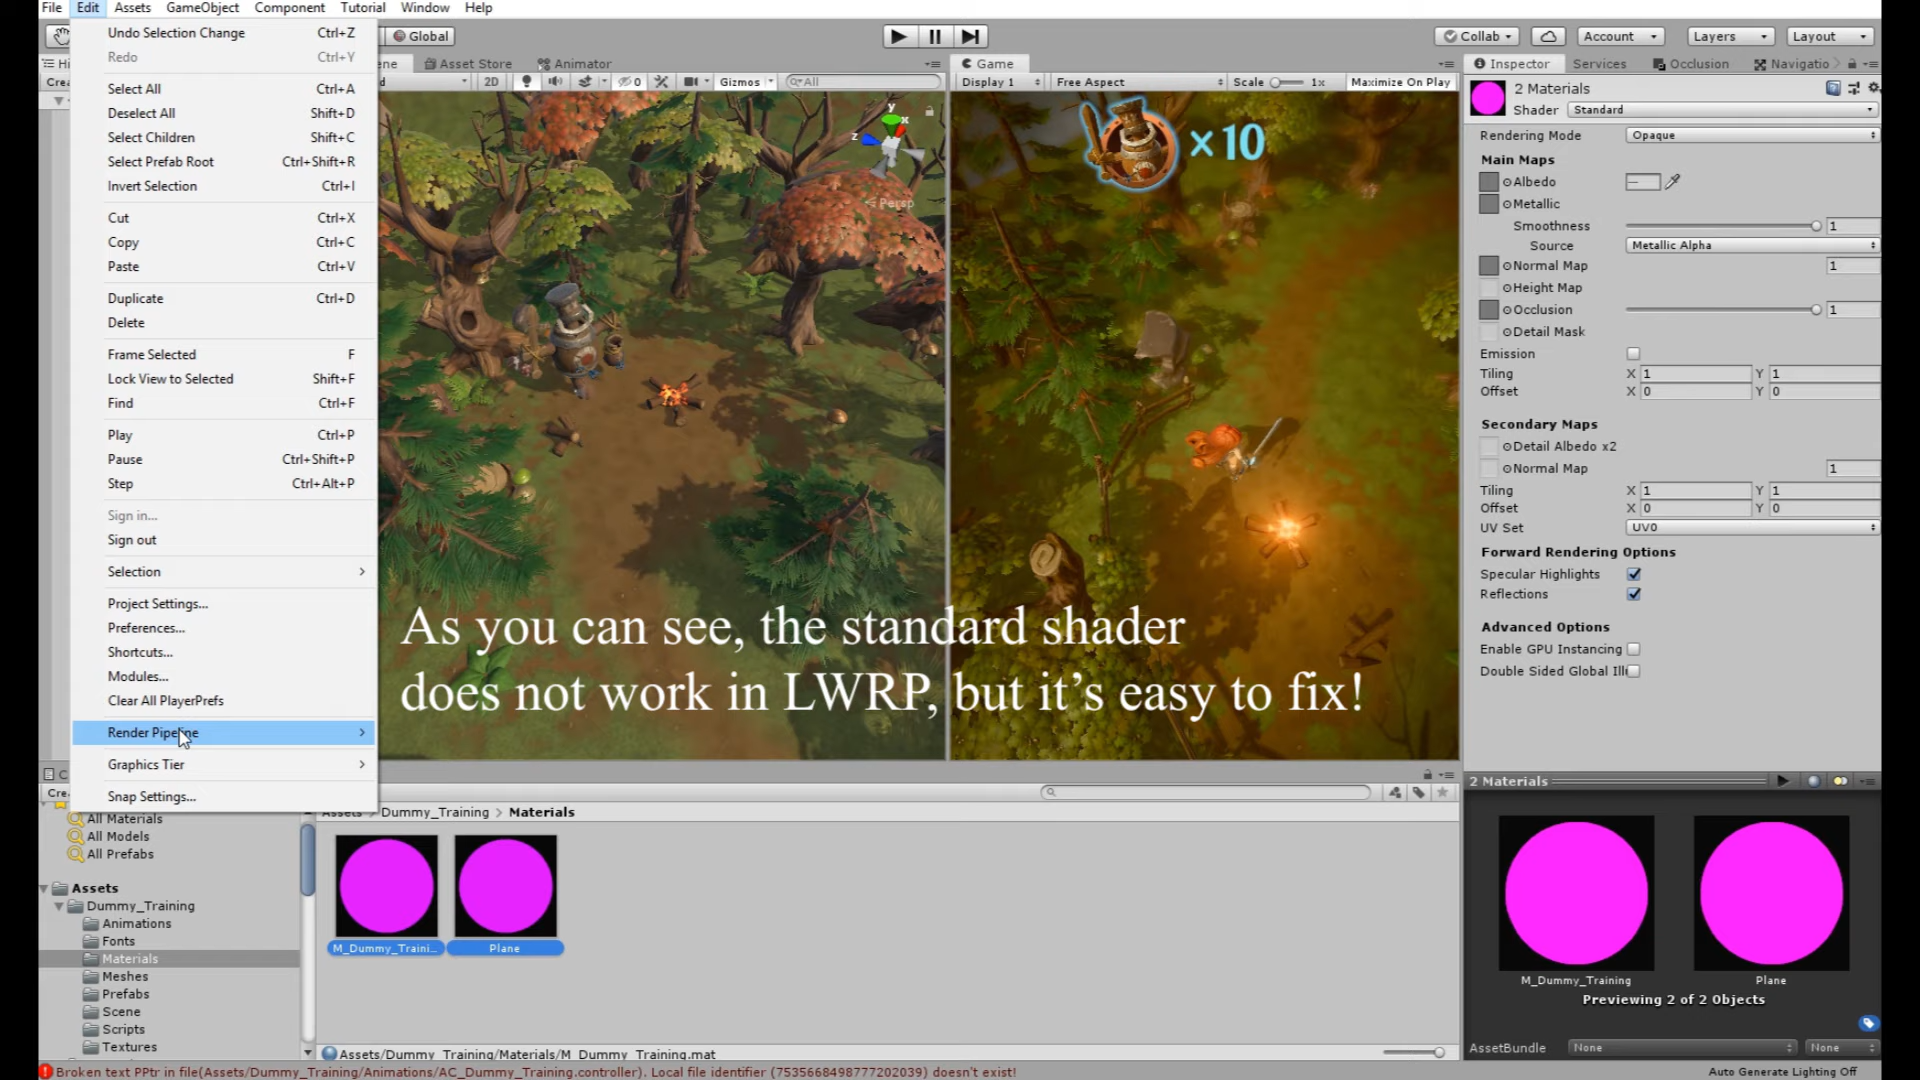 File Edit Assets GameObject Component Tutorial Window Help
Global
Collab Account Layers Layout
Undo Selection Change Ctrl+Z
Redo Ctrl+Y
Select All Ctrl+A
Deselect All Shift+D
Select Children Shift+C
Select Prefab Root Ctrl+Shift+R
Invert Selection Ctrl+I
Cut Ctrl+X
Copy Ctrl+C
Paste Ctrl+V
Duplicate Ctrl+D
Delete
Frame Selected F
Lock View to Selected Shift+F
Find Ctrl+F
Play Ctrl+P
Pause Ctrl+Shift+P
Step Ctrl+Alt+P
Sign in...
Sign out
Selection
Project Settings...
Preferences...
Shortcuts...
Modules...
Clear All PlayerPrefs
Render Pipeline
Graphics Tier
Snap Settings...
Asset Store Animator
2D 0 Gizmos All
y
x
z
Persp
Game
Display 1 Free Aspect Scale 1x Maximize On Play
×10
As you can see, the standard shader
does not work in LWRP, but it's easy to fix!
Inspector Services Occlusion Navigatio
2 Materials
Shader Standard
Rendering Mode Opaque
Main Maps
Albedo
Metallic
Smoothness 1
Source Metallic Alpha
Normal Map 1
Height Map
Occlusion 1
Detail Mask
Emission
Tiling X 1 Y 1
Offset X 0 Y 0
Secondary Maps
Detail Albedo x2
Normal Map 1
Tiling X 1 Y 1
Offset X 0 Y 0
UV Set UV0
Forward Rendering Options
Specular Highlights
Reflections
Advanced Options
Enable GPU Instancing
Double Sided Global Ill
2 Materials
M_Dummy_Training Plane
Previewing 2 of 2 Objects
AssetBundle None None
All Materials
All Models
All Prefabs
Assets
Dummy_Training
Animations
Fonts
Materials
Meshes
Prefabs
Scene
Scripts
Textures
Assets > Dummy_Training > Materials
M_Dummy_Traini... Plane
Assets/Dummy_Training/Materials/M_Dummy_Training.mat
Broken text PPtr in file(Assets/Dummy_Training/Animations/AC_Dummy_Training.controller). Local file identifier (7535668498777202039) doesn't exist!
Auto Generate Lighting Off